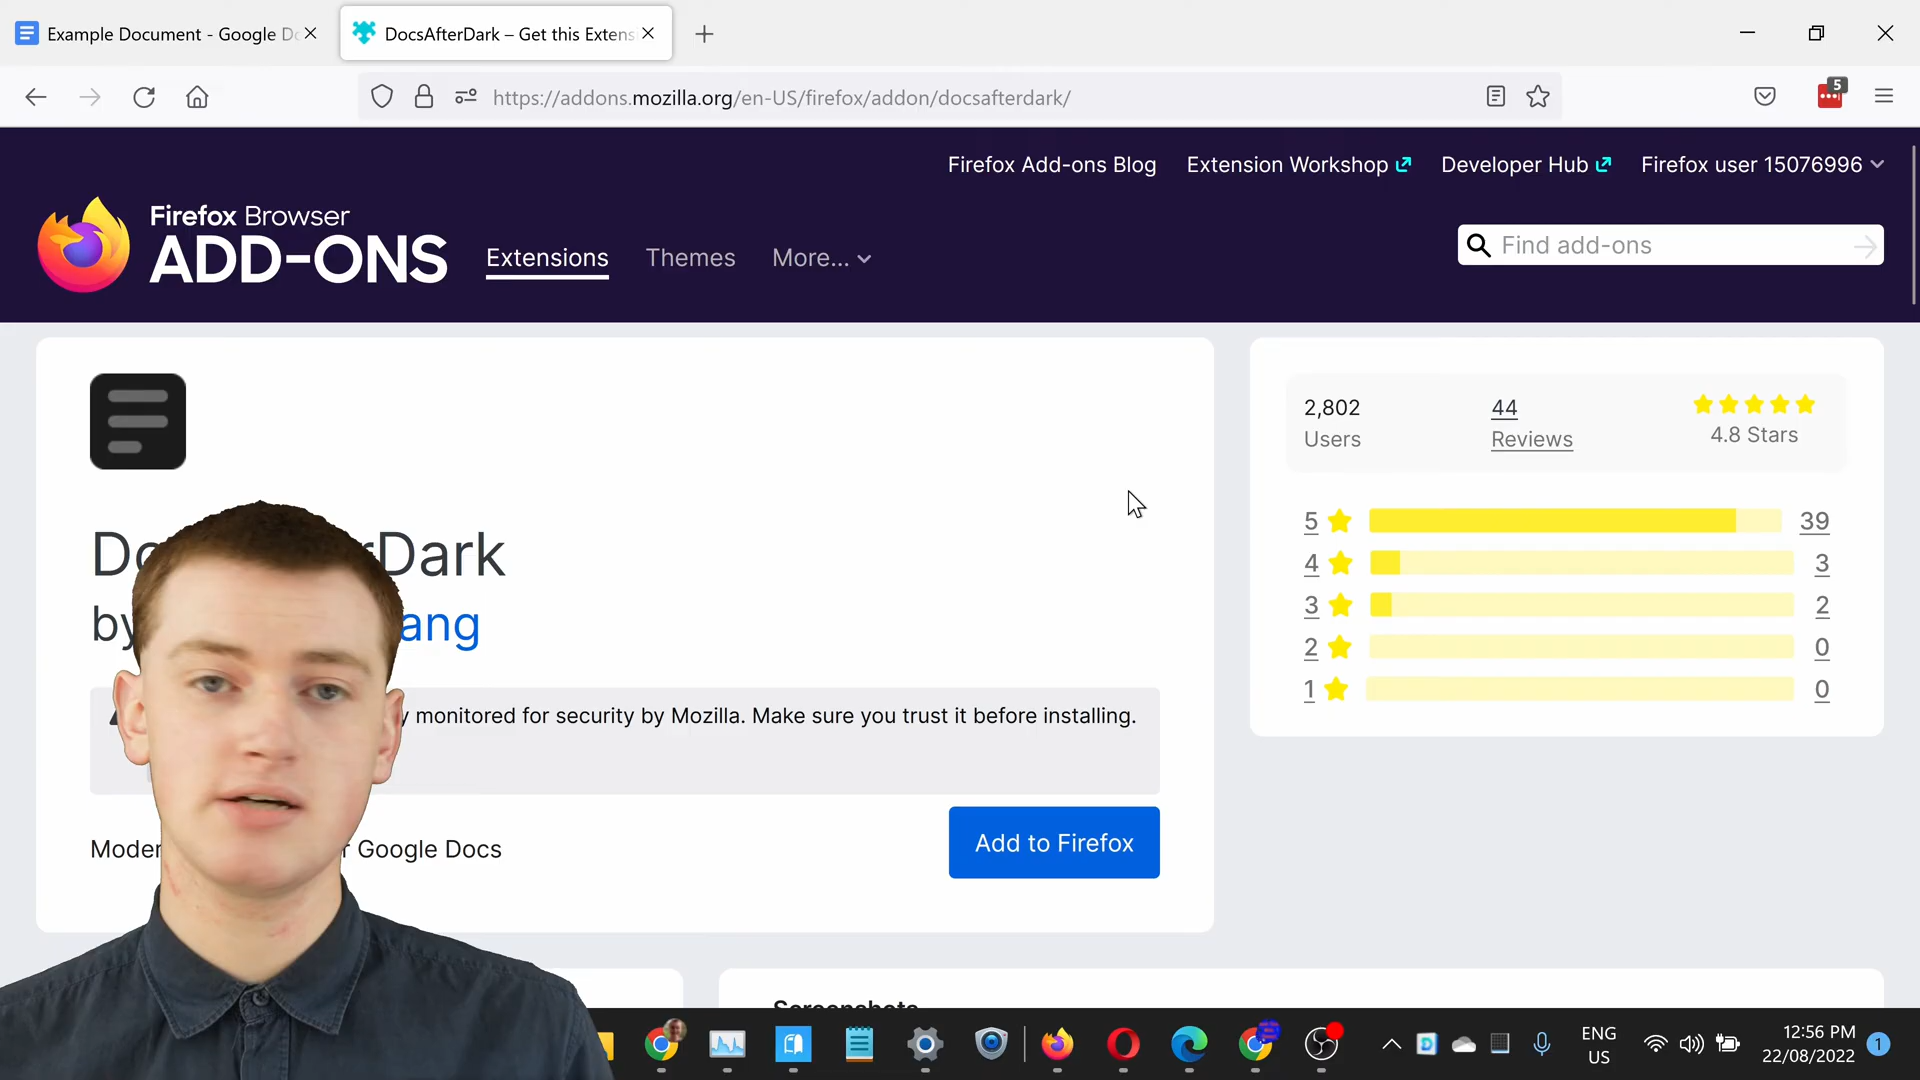 Example Document - Google Do
DocsAfterDark – Get this Extens
https://addons.mozilla.org/en-US/firefox/addon/docsafterdark/
5
Firefox Add-ons Blog
Extension Workshop
Developer Hub
Firefox user 15076996
Firefox Browser
ADD-ONS
Extensions
Themes
More...
Find add-ons
2,802
Users
44
Reviews
4.8 Stars
5 39
4 3
3 2
2 0
1 0
Dark
by ang
monitored for security by Mozilla. Make sure you trust it before installing.
Google Docs
Add to Firefox
Screenshots
ENG
US
12:56 PM
22/08/2022
1